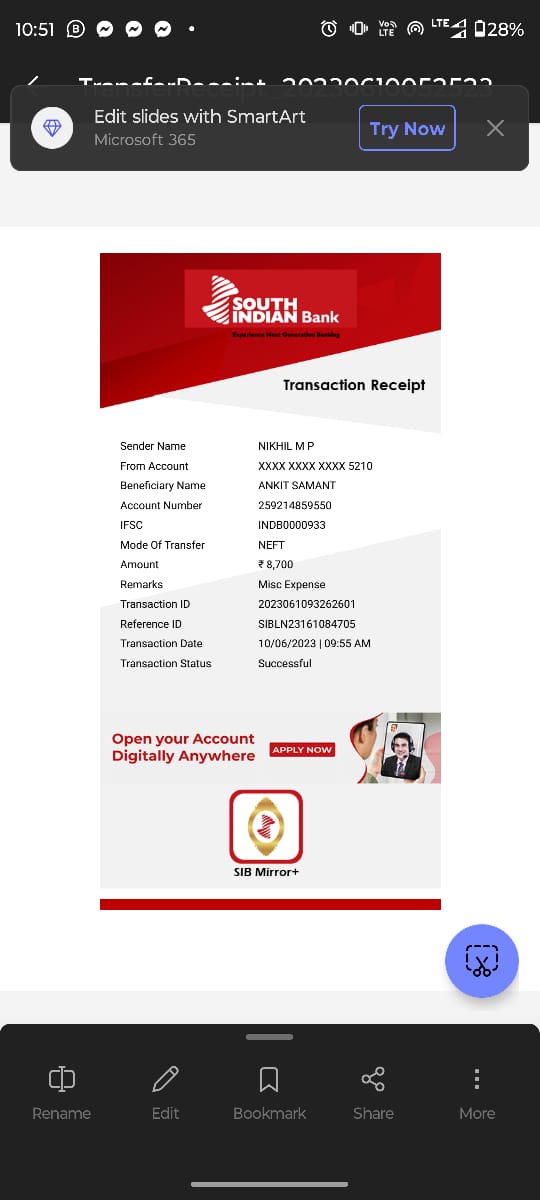 10:51 B VoD LTE LTE 28%
TransferReceipt_20230610052523
Edit slides with SmartArt
Microsoft 365
Try Now
SOUTH
INDIAN Bank
Experience Next Generation Banking
Transaction Receipt
Sender Name NIKHIL M P
From Account XXXX XXXX XXXX 5210
Beneficiary Name ANKIT SAMANT
Account Number 259214859550
IFSC INDB0000933
Mode Of Transfer NEFT
Amount ₹ 8,700
Remarks Misc Expense
Transaction ID 2023061093262601
Reference ID SIBLN23161084705
Transaction Date 10/06/2023 | 09:55 AM
Transaction Status Successful
Open your Account
Digitally Anywhere
APPLY NOW
SIB Mirror+
Rename Edit Bookmark Share More